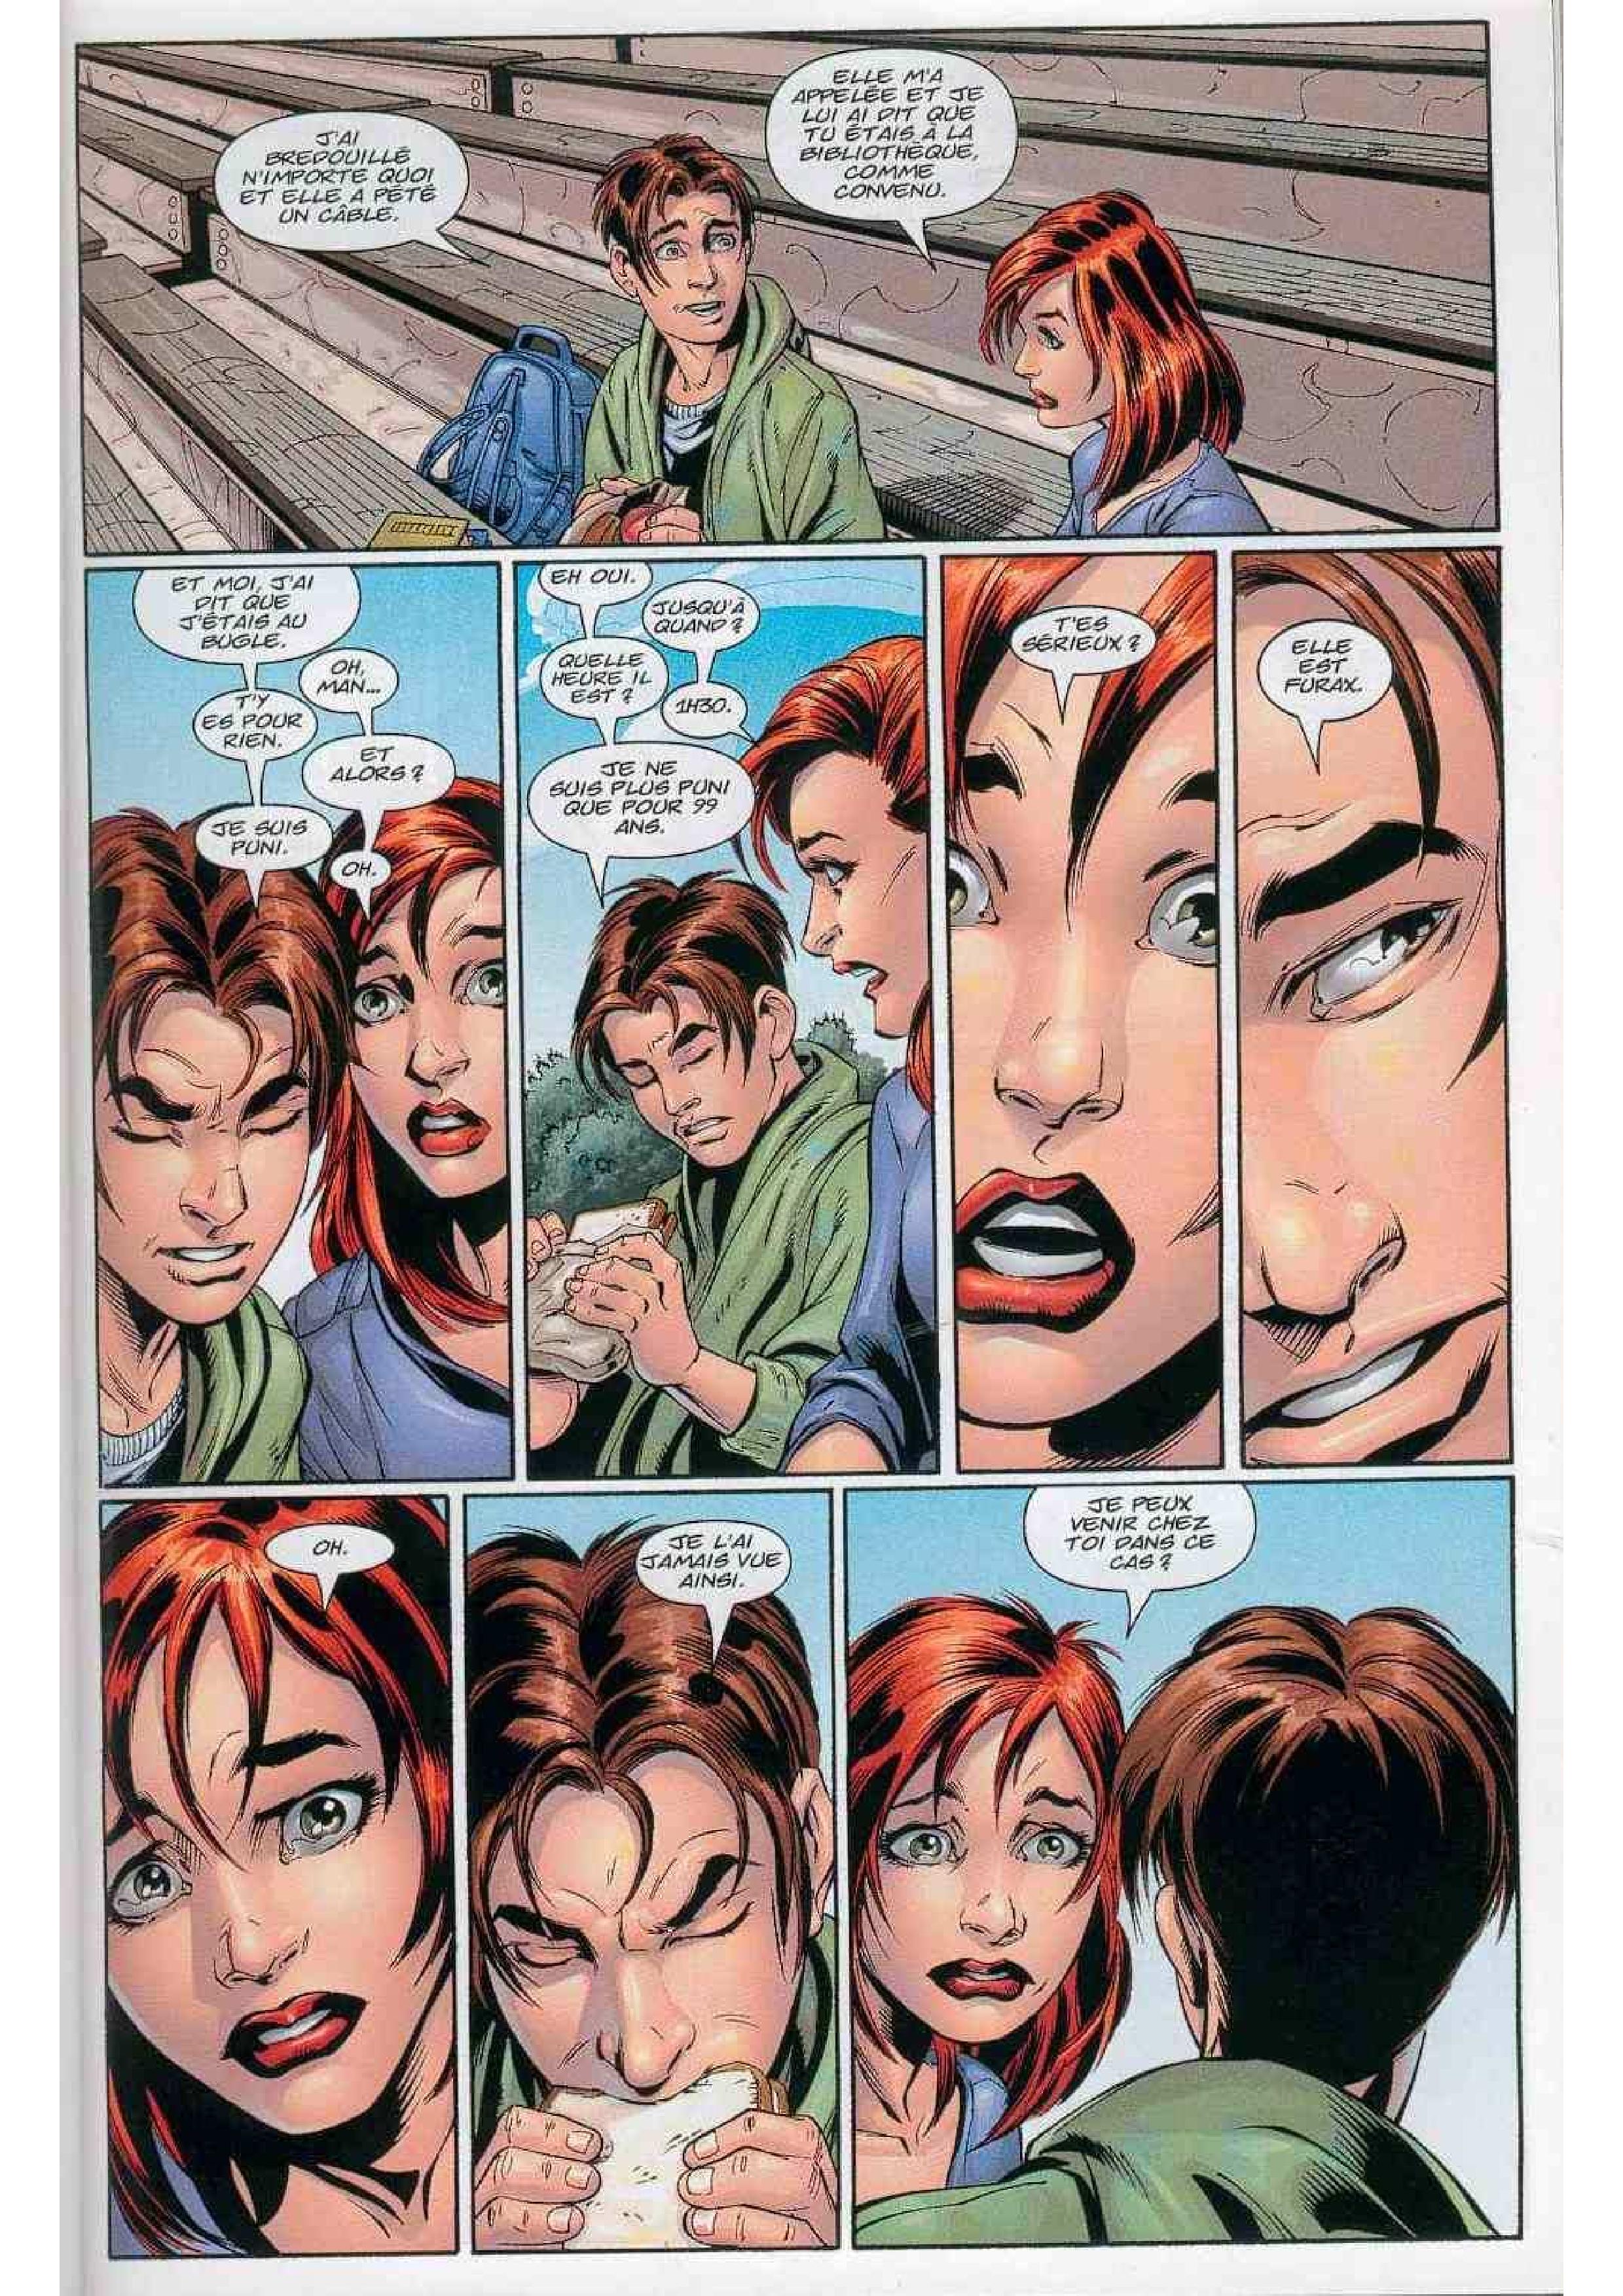 J'AI
BREDOUILLÉ
N'IMPORTE QUOI
ET ELLE A PÉTÉ
UN CÂBLE.
ELLE M'A
APPELÉE ET JE
LUI AI DIT QUE
TU ÉTAIS À LA
BIBLIOTHÈQUE,
COMME
CONVENU.
ET MOI, J'AI
DIT QUE
J'ÉTAIS AU
BUGLE.
OH,
MAN...
T'Y
ES POUR
RIEN.
ET
ALORS ?
JE SUIS
PUNI.
OH.
EH OUI.
JUSQU'À
QUAND ?
QUELLE
HEURE IL
EST ?
1H30.
JE NE
SUIS PLUS PUNI
QUE POUR 99
ANS.
T'ES
SÉRIEUX ?
ELLE
EST
FURAX.
OH.
JE L'AI
JAMAIS VUE
AINSI.
JE PEUX
VENIR CHEZ
TOI DANS CE
CAS ?